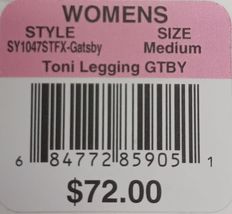 WOMENS
STYLE SIZE
SY1047STFX-Gatsby Medium
Toni Legging GTBY
6 84772 85905 1
$72.00